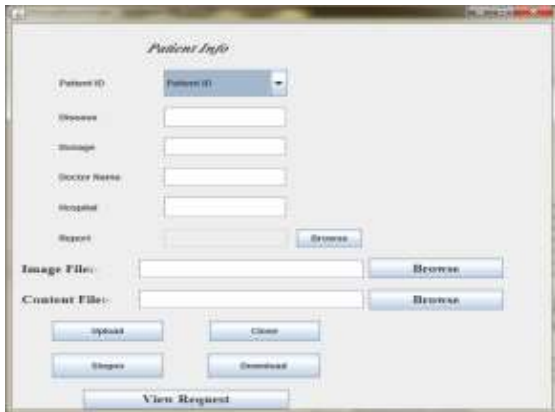 Patient Info
Patient ID Patient ID
Disease
Dosage
Doctor Name
Hospital
Report Browse
Image File:- Browse
Content File:- Browse
Upload Close
Stegno Download
View Request